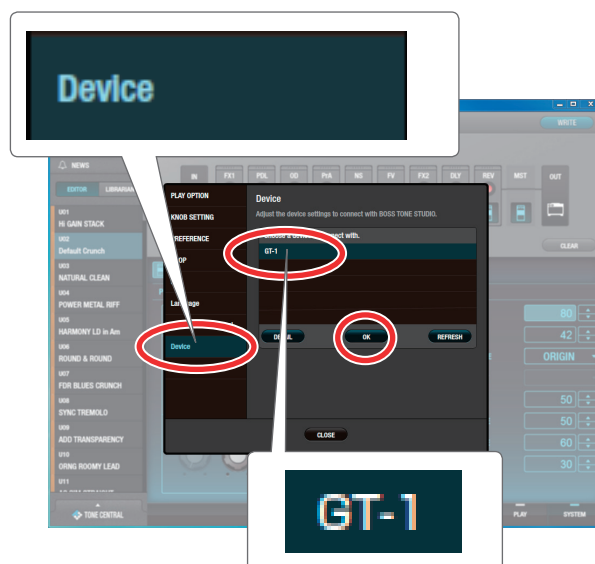 Device
WRITE
NEWS
IN FX1 PDL OD PrA NS FV FX2 DLY REV MST OUT
EDITOR LIBRARIAN
CLEAR
U01
Hi GAIN STACK
U02
Default Crunch
U03
NATURAL CLEAN
U04
POWER METAL RIFF
U05
HARMONY LD in Am
U06
ROUND & ROUND
U07
FDR BLUES CRUNCH
U08
SYNC TREMOLO
U09
ADD TRANSPARENCY
U10
ORNG ROOMY LEAD
U11
TONE CENTRAL
PLAY OPTION
KNOB SETTING
Language
Device
Device
Adjust the device settings to connect with BOSS TONE STUDIO.
GT-1
OK
REFRESH
CLOSE
80
42
ORIGIN
50
50
60
30
PLAY
SYSTEM
GT-1